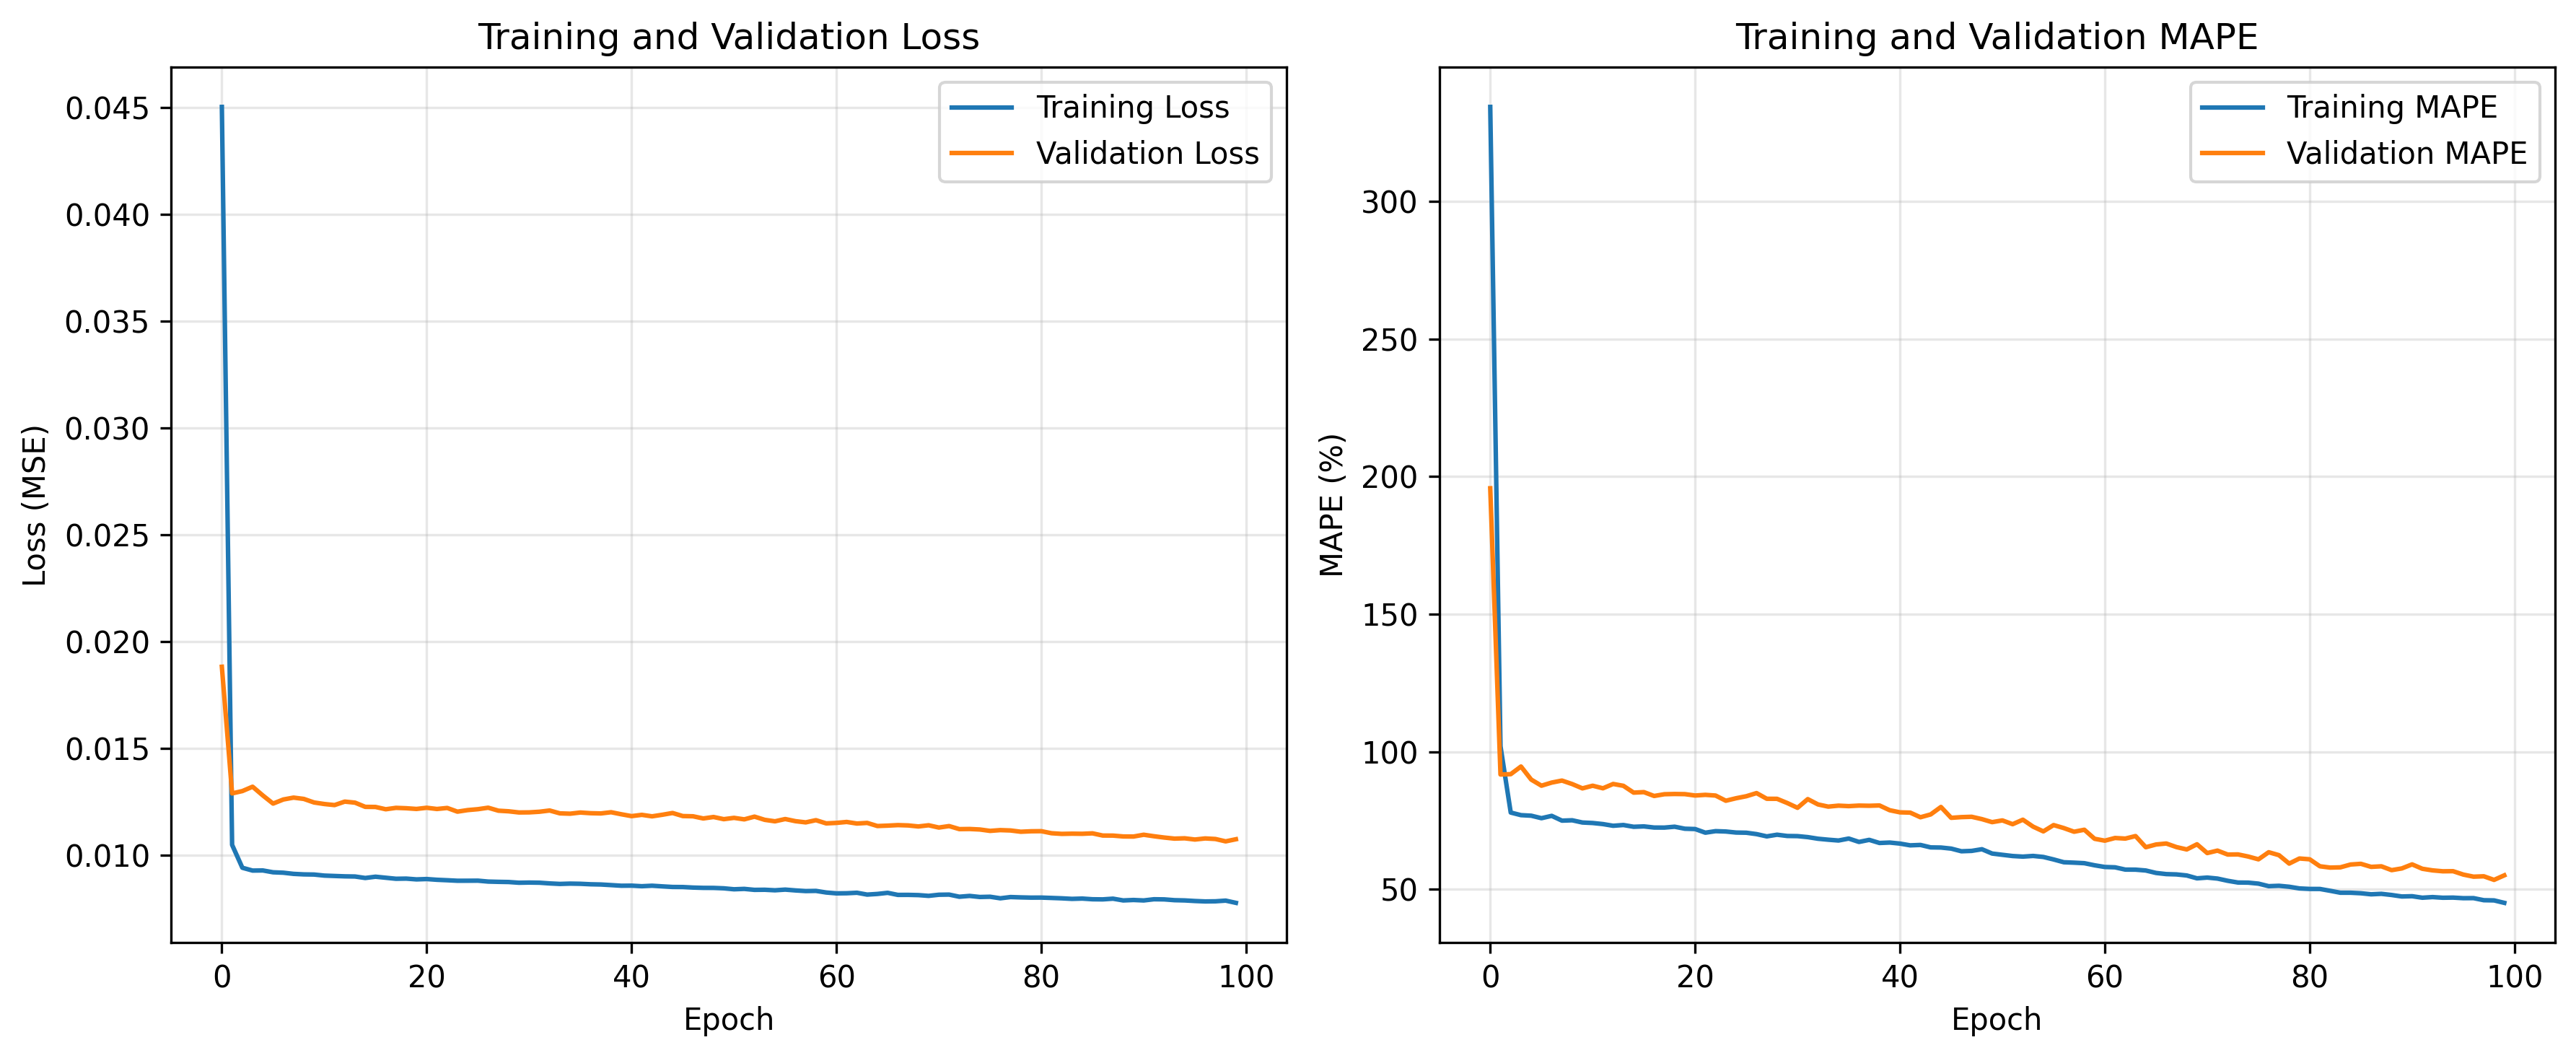 Training and Validation Loss
Loss (MSE)
0.045
0.040
0.035
0.030
0.025
0.020
0.015
0.010
0 20 40 60 80 100
Epoch
Training Loss
Validation Loss
Training and Validation MAPE
MAPE (%)
300
250
200
150
100
50
0 20 40 60 80 100
Epoch
Training MAPE
Validation MAPE